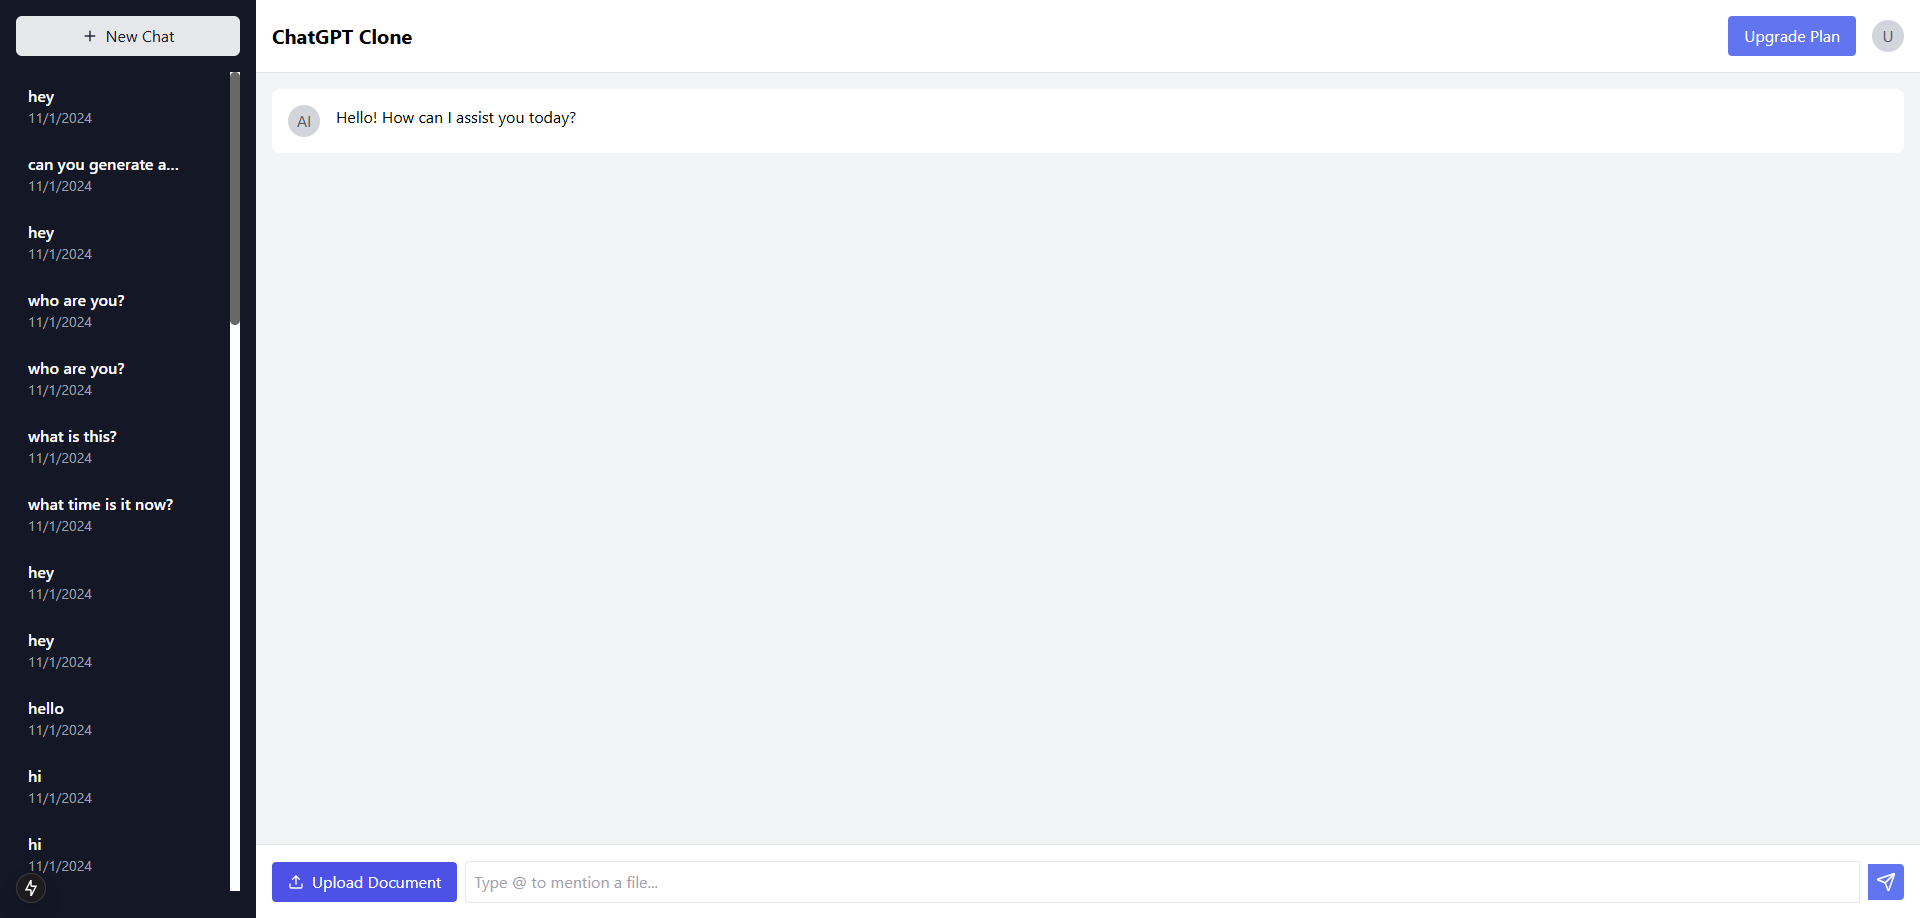 New Chat
hey
11/1/2024
can you generate a...
11/1/2024
hey
11/1/2024
who are you?
11/1/2024
who are you?
11/1/2024
what is this?
11/1/2024
what time is it now?
11/1/2024
hey
11/1/2024
hey
11/1/2024
hello
11/1/2024
hi
11/1/2024
hi
11/1/2024
ChatGPT Clone
Upgrade Plan
U
AI
Hello! How can I assist you today?
Upload Document
Type @ to mention a file...